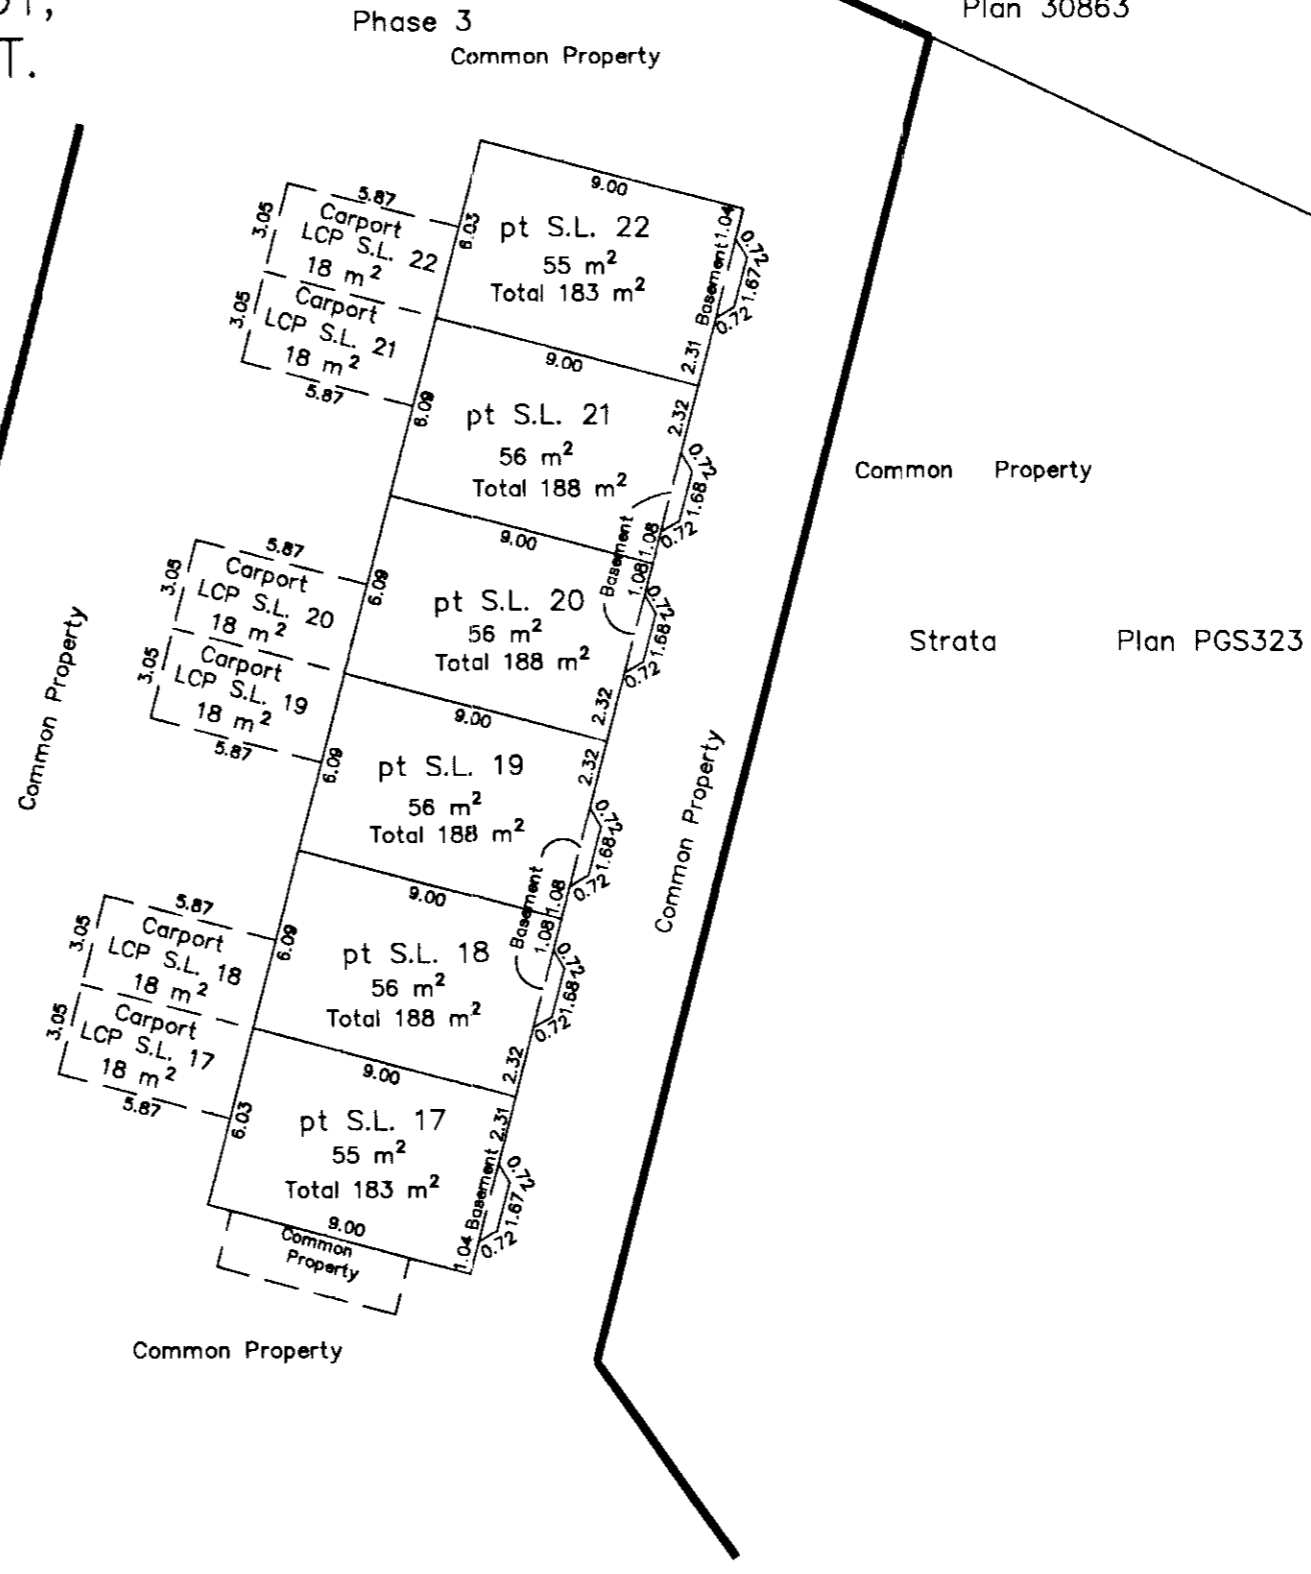 Phase 3
Plan 30863
T.
Common Property
9.00
5.87
3.05
Carport
LCP S.L. 22
18 m²
6.03
pt S.L. 22
55 m²
Total 183 m²
Basement
1.04
0.72
1.67
0.72
2.31
3.05
Carport
LCP S.L. 21
18 m²
5.87
9.00
6.09
pt S.L. 21
56 m²
Total 188 m²
2.32
0.72
1.68
0.72
1.08
Common Property
Basement
9.00
5.87
3.05
Carport
LCP S.L. 20
18 m²
6.09
pt S.L. 20
56 m²
Total 188 m²
1.08
0.72
1.68
0.72
2.32
Strata Plan PGS323
3.05
Carport
LCP S.L. 19
18 m²
5.87
9.00
6.09
pt S.L. 19
56 m²
Total 188 m²
2.32
0.72
1.68
0.72
1.08
Common Property
Common Property
Basement
9.00
5.87
3.05
Carport
LCP S.L. 18
18 m²
6.09
pt S.L. 18
56 m²
Total 188 m²
1.08
0.72
1.68
0.72
2.32
3.05
Carport
LCP S.L. 17
18 m²
5.87
9.00
6.03
pt S.L. 17
55 m²
Total 183 m²
2.31
Basement
0.72
1.67
0.72
1.04
9.00
Common
Property
Common Property